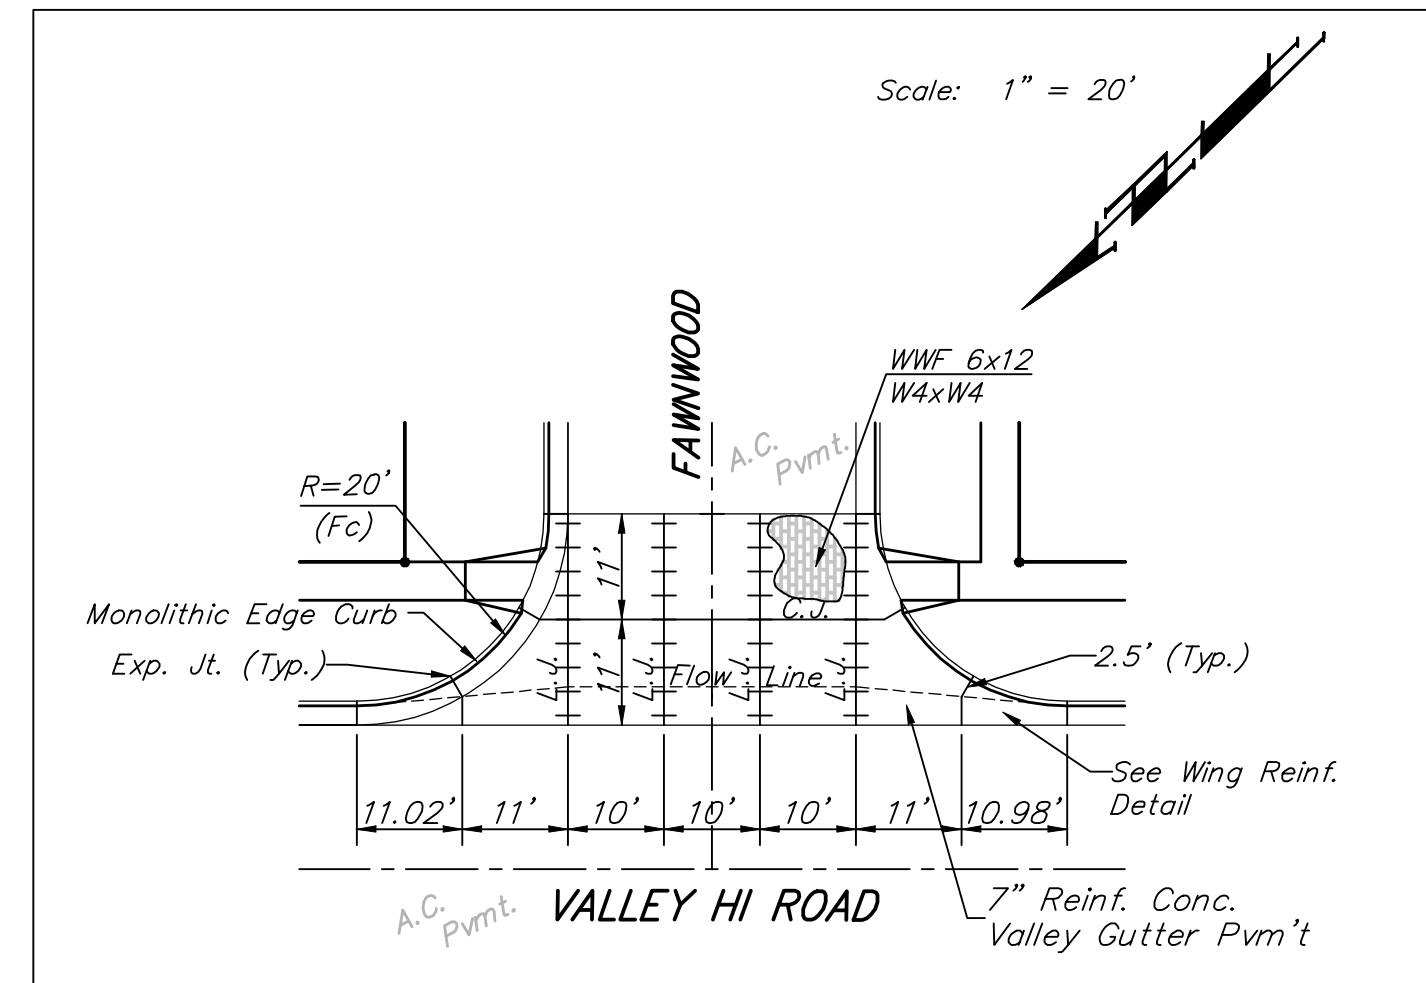 Scale: 1" = 20'
FAWNWOOD
WWF 6x12
W4xW4
A.C.
Pvmt.
R=20'
(Fc)
11'
C.J.
Monolithic Edge Curb
Exp. Jt. (Typ.)
11'
L.J.
L.J.
Flow Line
L.J.
L.J.
2.5' (Typ.)
See Wing Reinf.
Detail
11.02' 11' 10' 10' 10' 11' 10.98'
VALLEY HI ROAD
A.C.
Pvmt.
7" Reinf. Conc.
Valley Gutter Pvm't